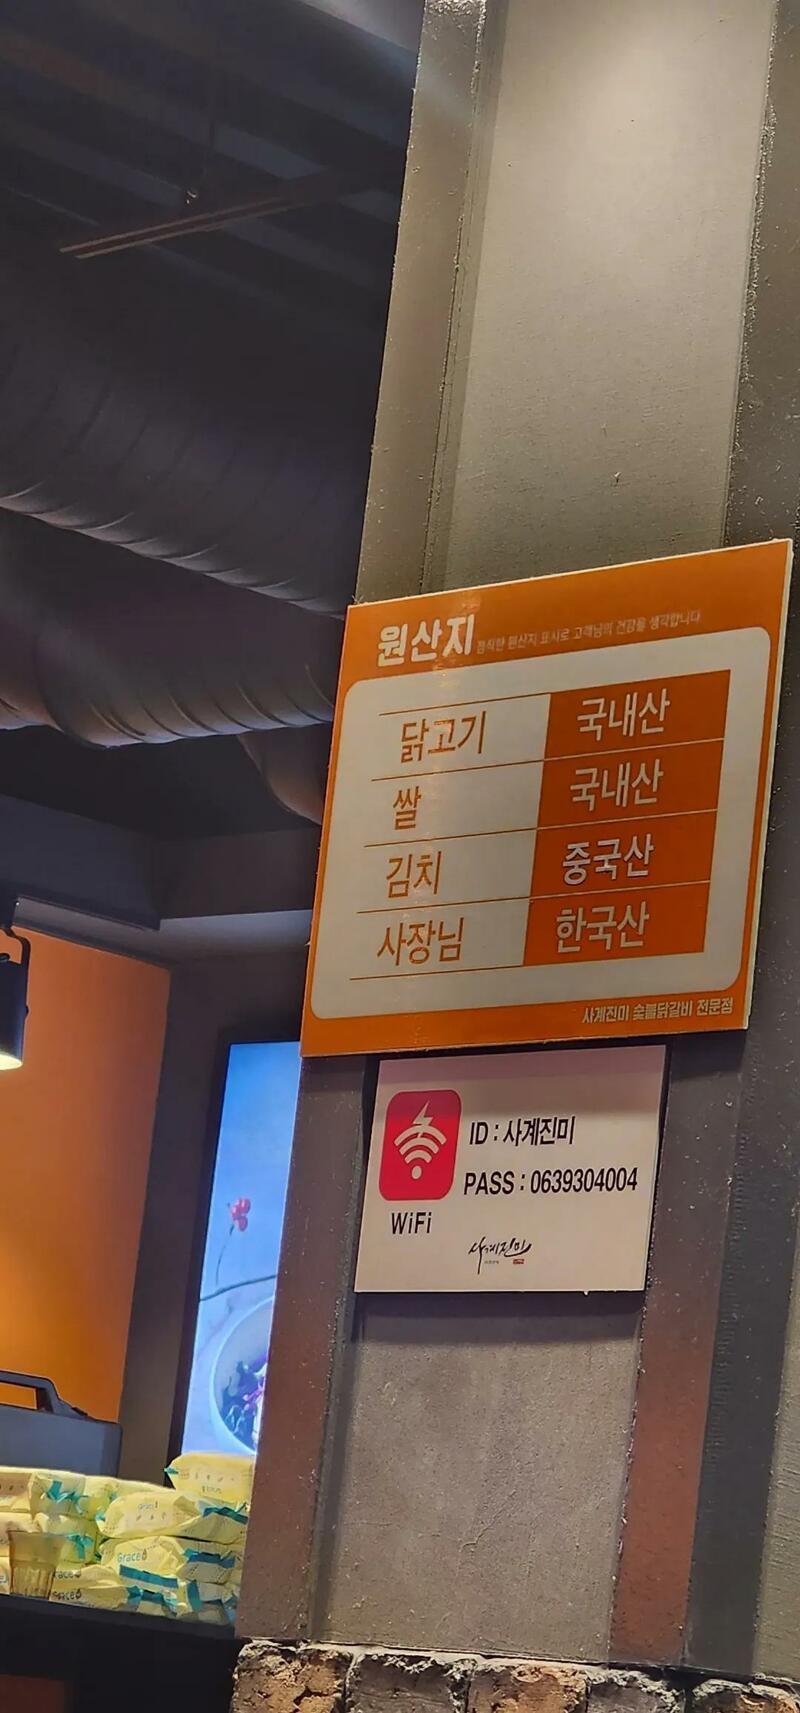 원산지 정직한 원산지 표시로 고객님의 건강을 생각합니다
닭고기 국내산
쌀 국내산
김치 중국산
사장님 한국산
사계진미 숯불닭갈비 전문점
ID : 사계진미
PASS : 0639304004
WiFi
사계진미
Grace
Grace
Grace